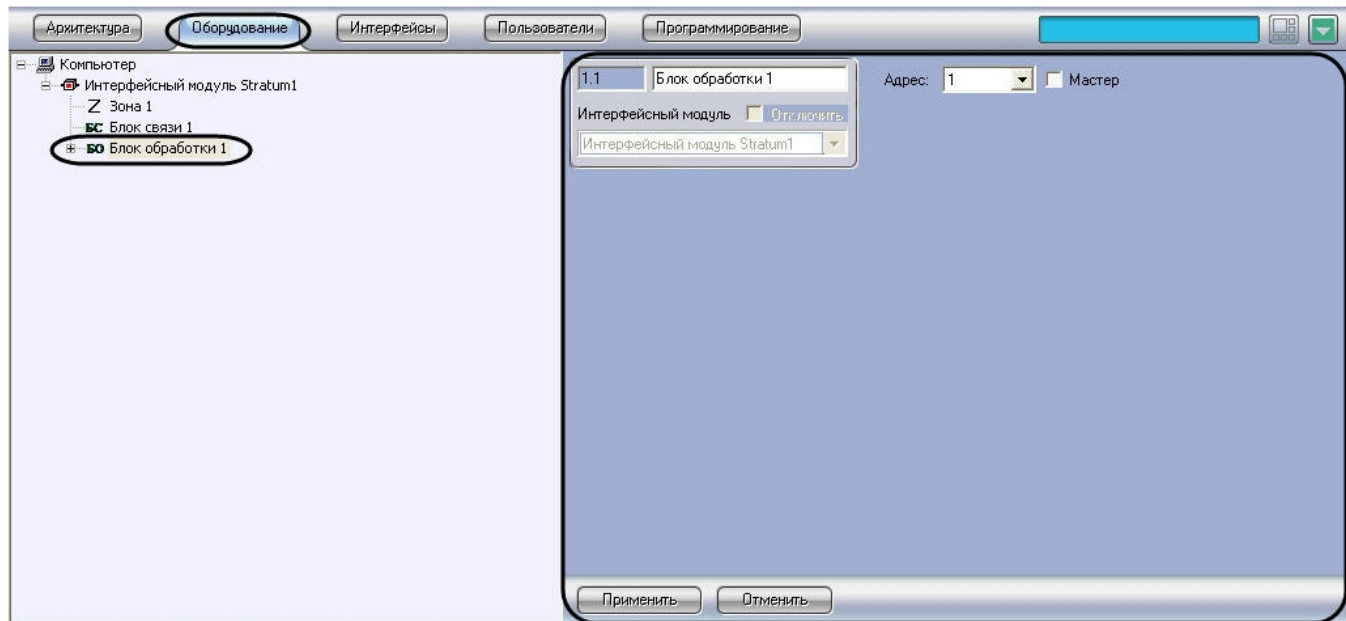 Архитектура Оборудование Интерфейсы Пользователи Программирование
Компьютер
Интерфейсный модуль Stratum1
Z Зона 1
БС Блок связи 1
БО Блок обработки 1
1.1 Блок обработки 1 Адрес: 1 Мастер
Интерфейсный модуль Отключить
Интерфейсный модуль Stratum1
Применить Отменить